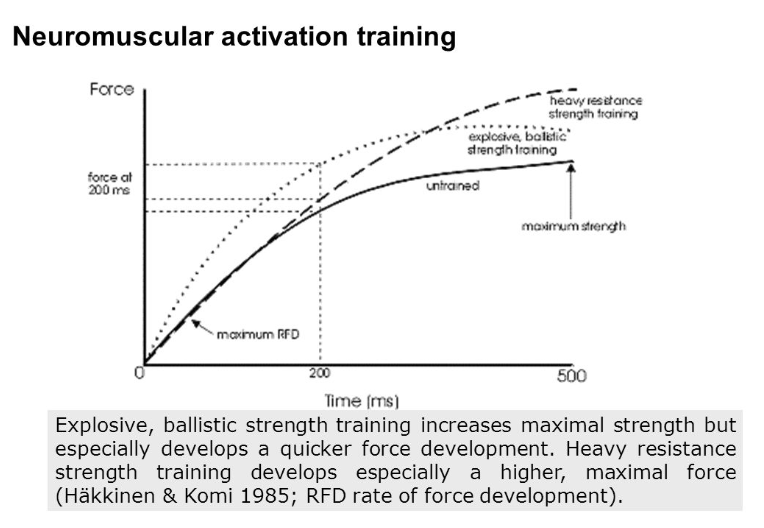 Neuromuscular activation training
Force
heavy resistance
strength training
explosive, ballistic
strength training
force at
200 ms
untrained
maximum strength
maximum RFD
0
200
500
Time (ms)
Explosive, ballistic strength training increases maximal strength but
especially develops a quicker force development. Heavy resistance
strength training develops especially a higher, maximal force
(Häkkinen & Komi 1985; RFD rate of force development).